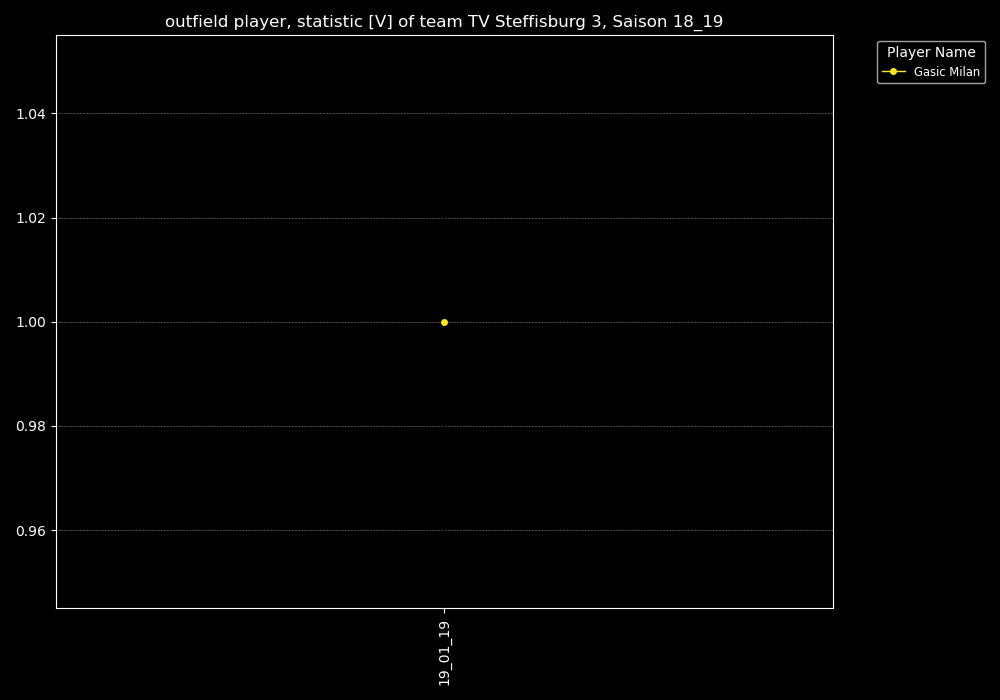 outfield player, statistic [V] of team TV Steffisburg 3, Saison 18_19
Player Name
Gasic Milan
1.04
1.02
1.00
0.98
0.96
19_01_19